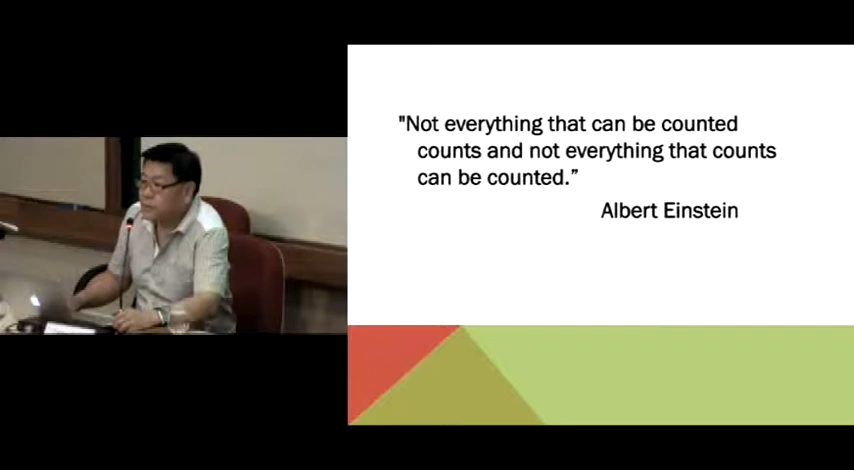 "Not everything that can be counted
counts and not everything that counts
can be counted.”
Albert Einstein